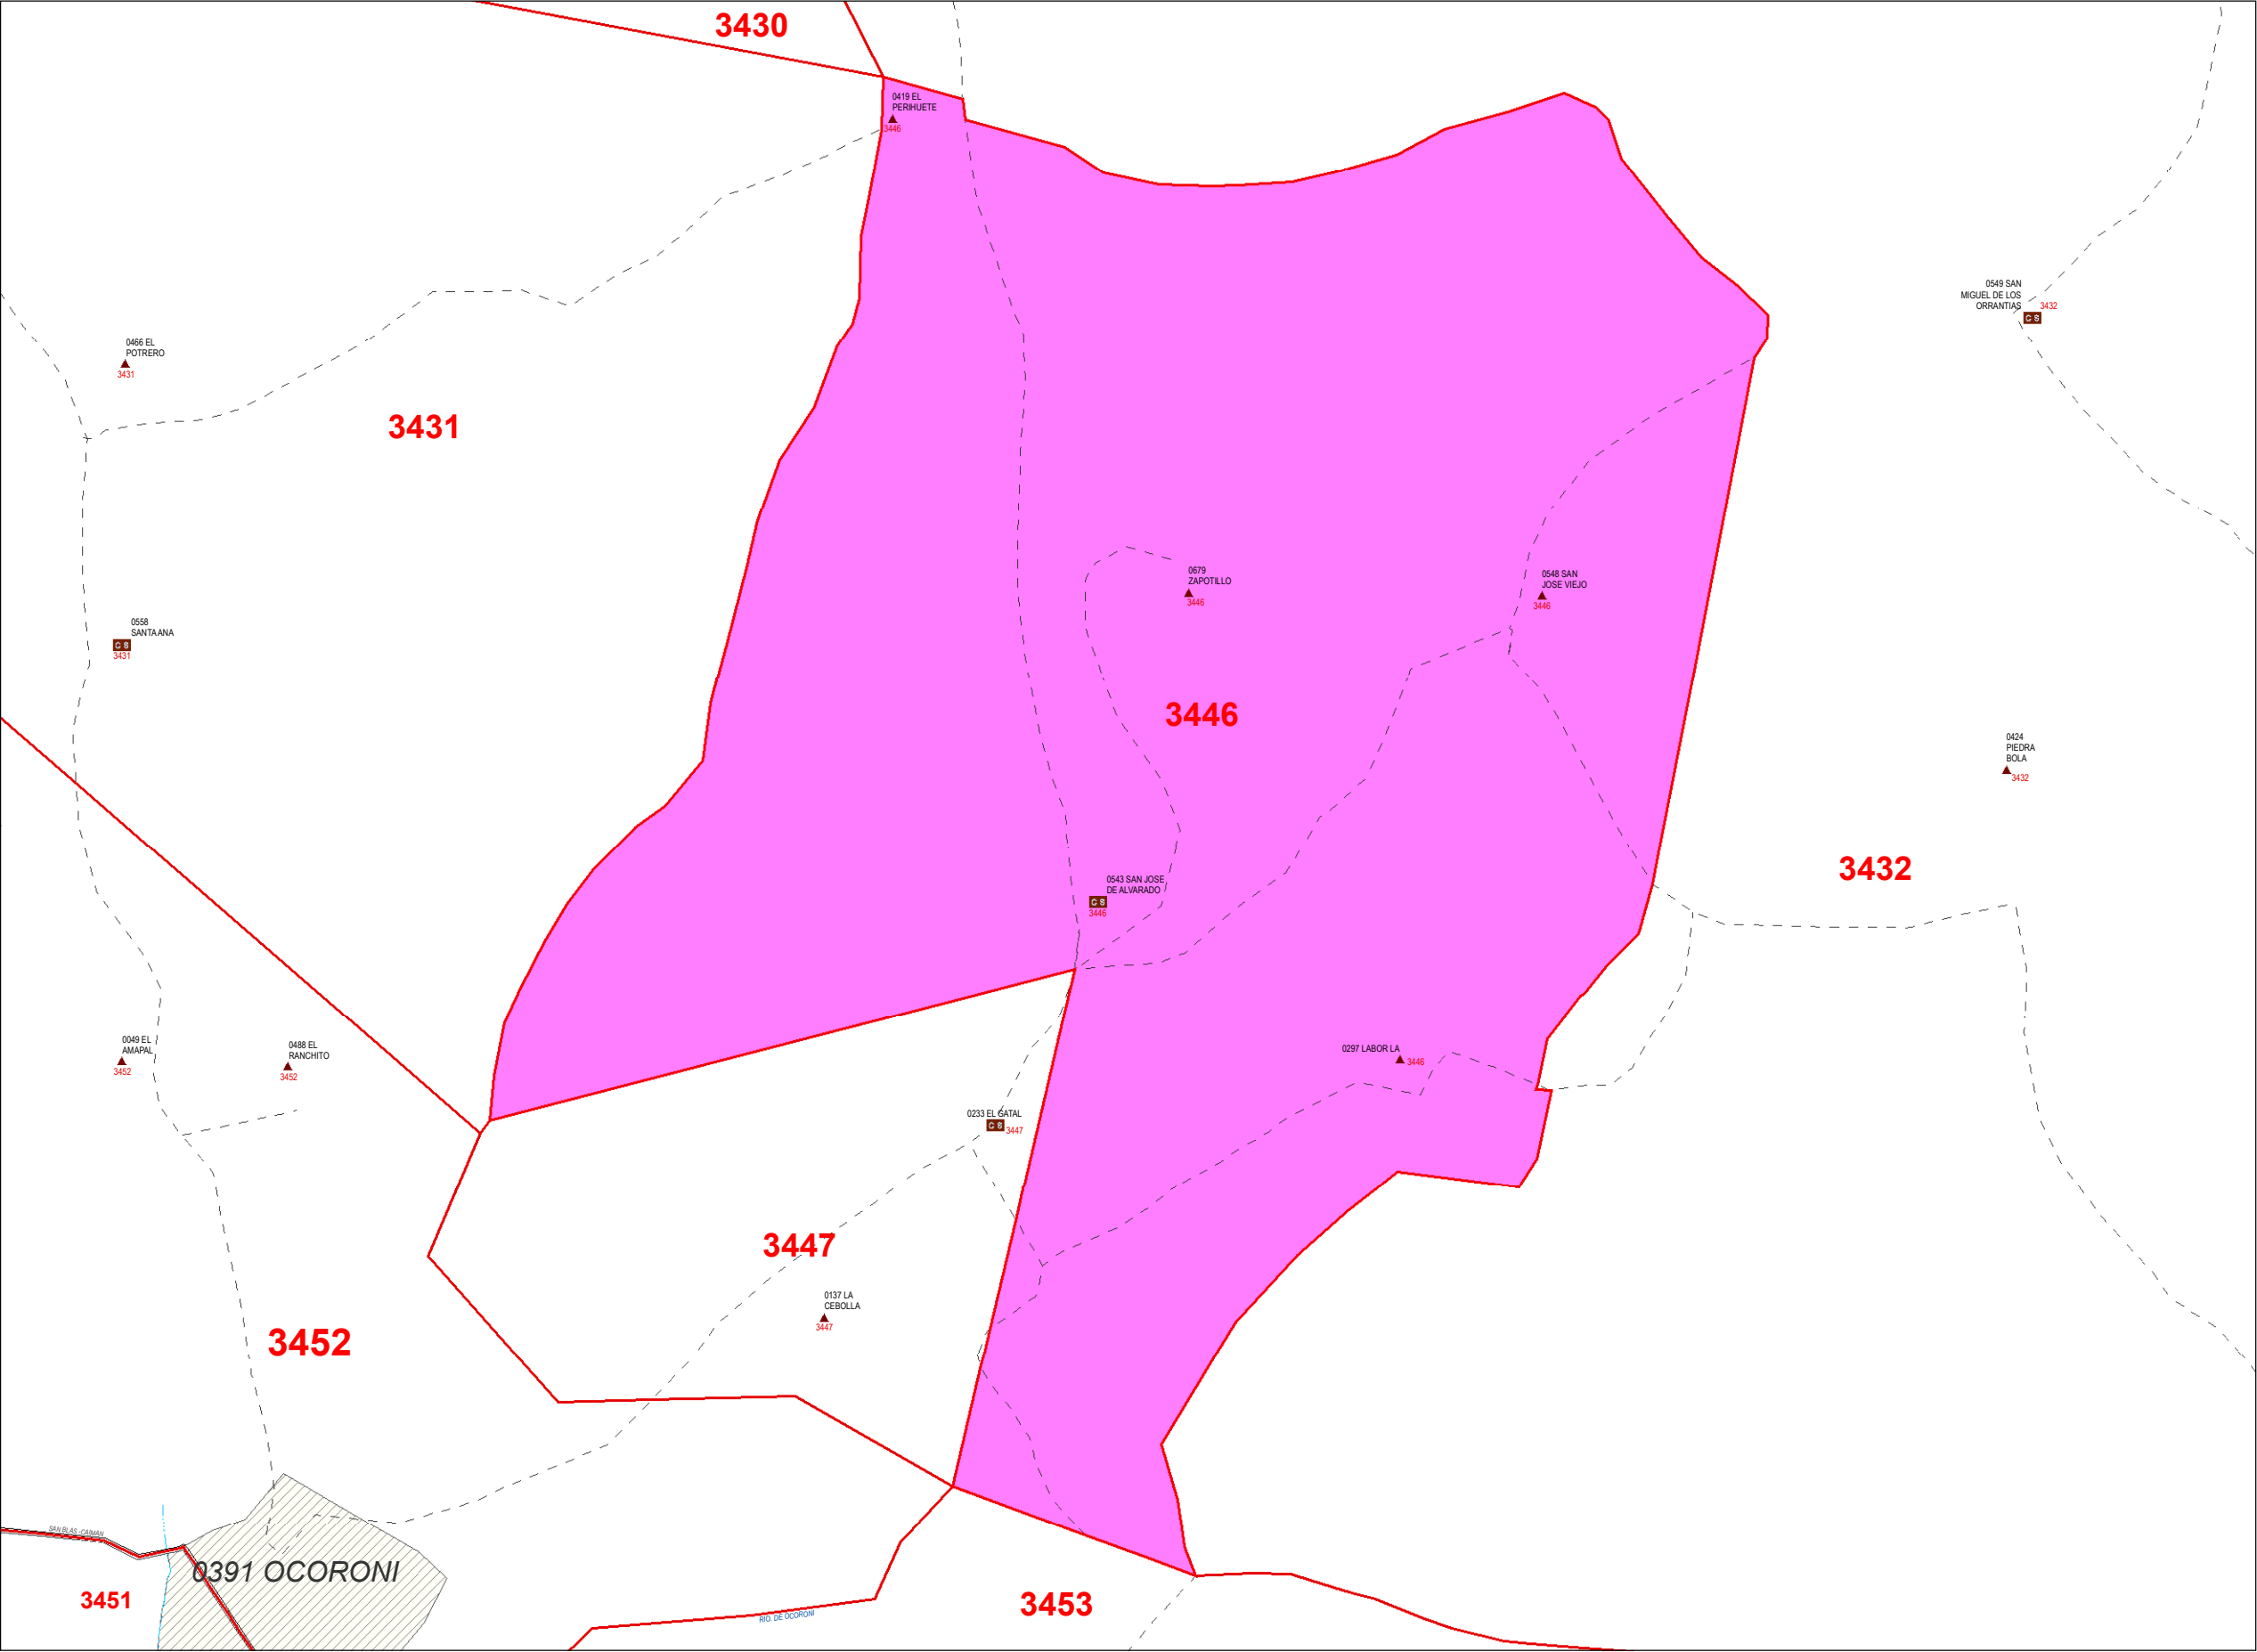 3430
0419 EL
PERIHUETE
3446
0549 SAN
MIGUEL DE LOS
ORRANTIAS
3432
C S
0466 EL
POTRERO
3431
3431
0679
ZAPOTILLO
3446
0548 SAN
JOSE VIEJO
3446
0558
SANTA ANA
C S
3431
3446
0424
PIEDRA
BOLA
3432
3432
0543 SAN JOSE
DE ALVARADO
C S
3446
0049 EL
AMAPAL
3452
0488 EL
RANCHITO
3452
0297 LABOR LA
3446
0233 EL GATAL
C S
3447
3447
0137 LA
CEBOLLA
3447
3452
SAN BLAS -CAIMAN
0391 OCORONI
3451
3453
RIO. DE OCORONI